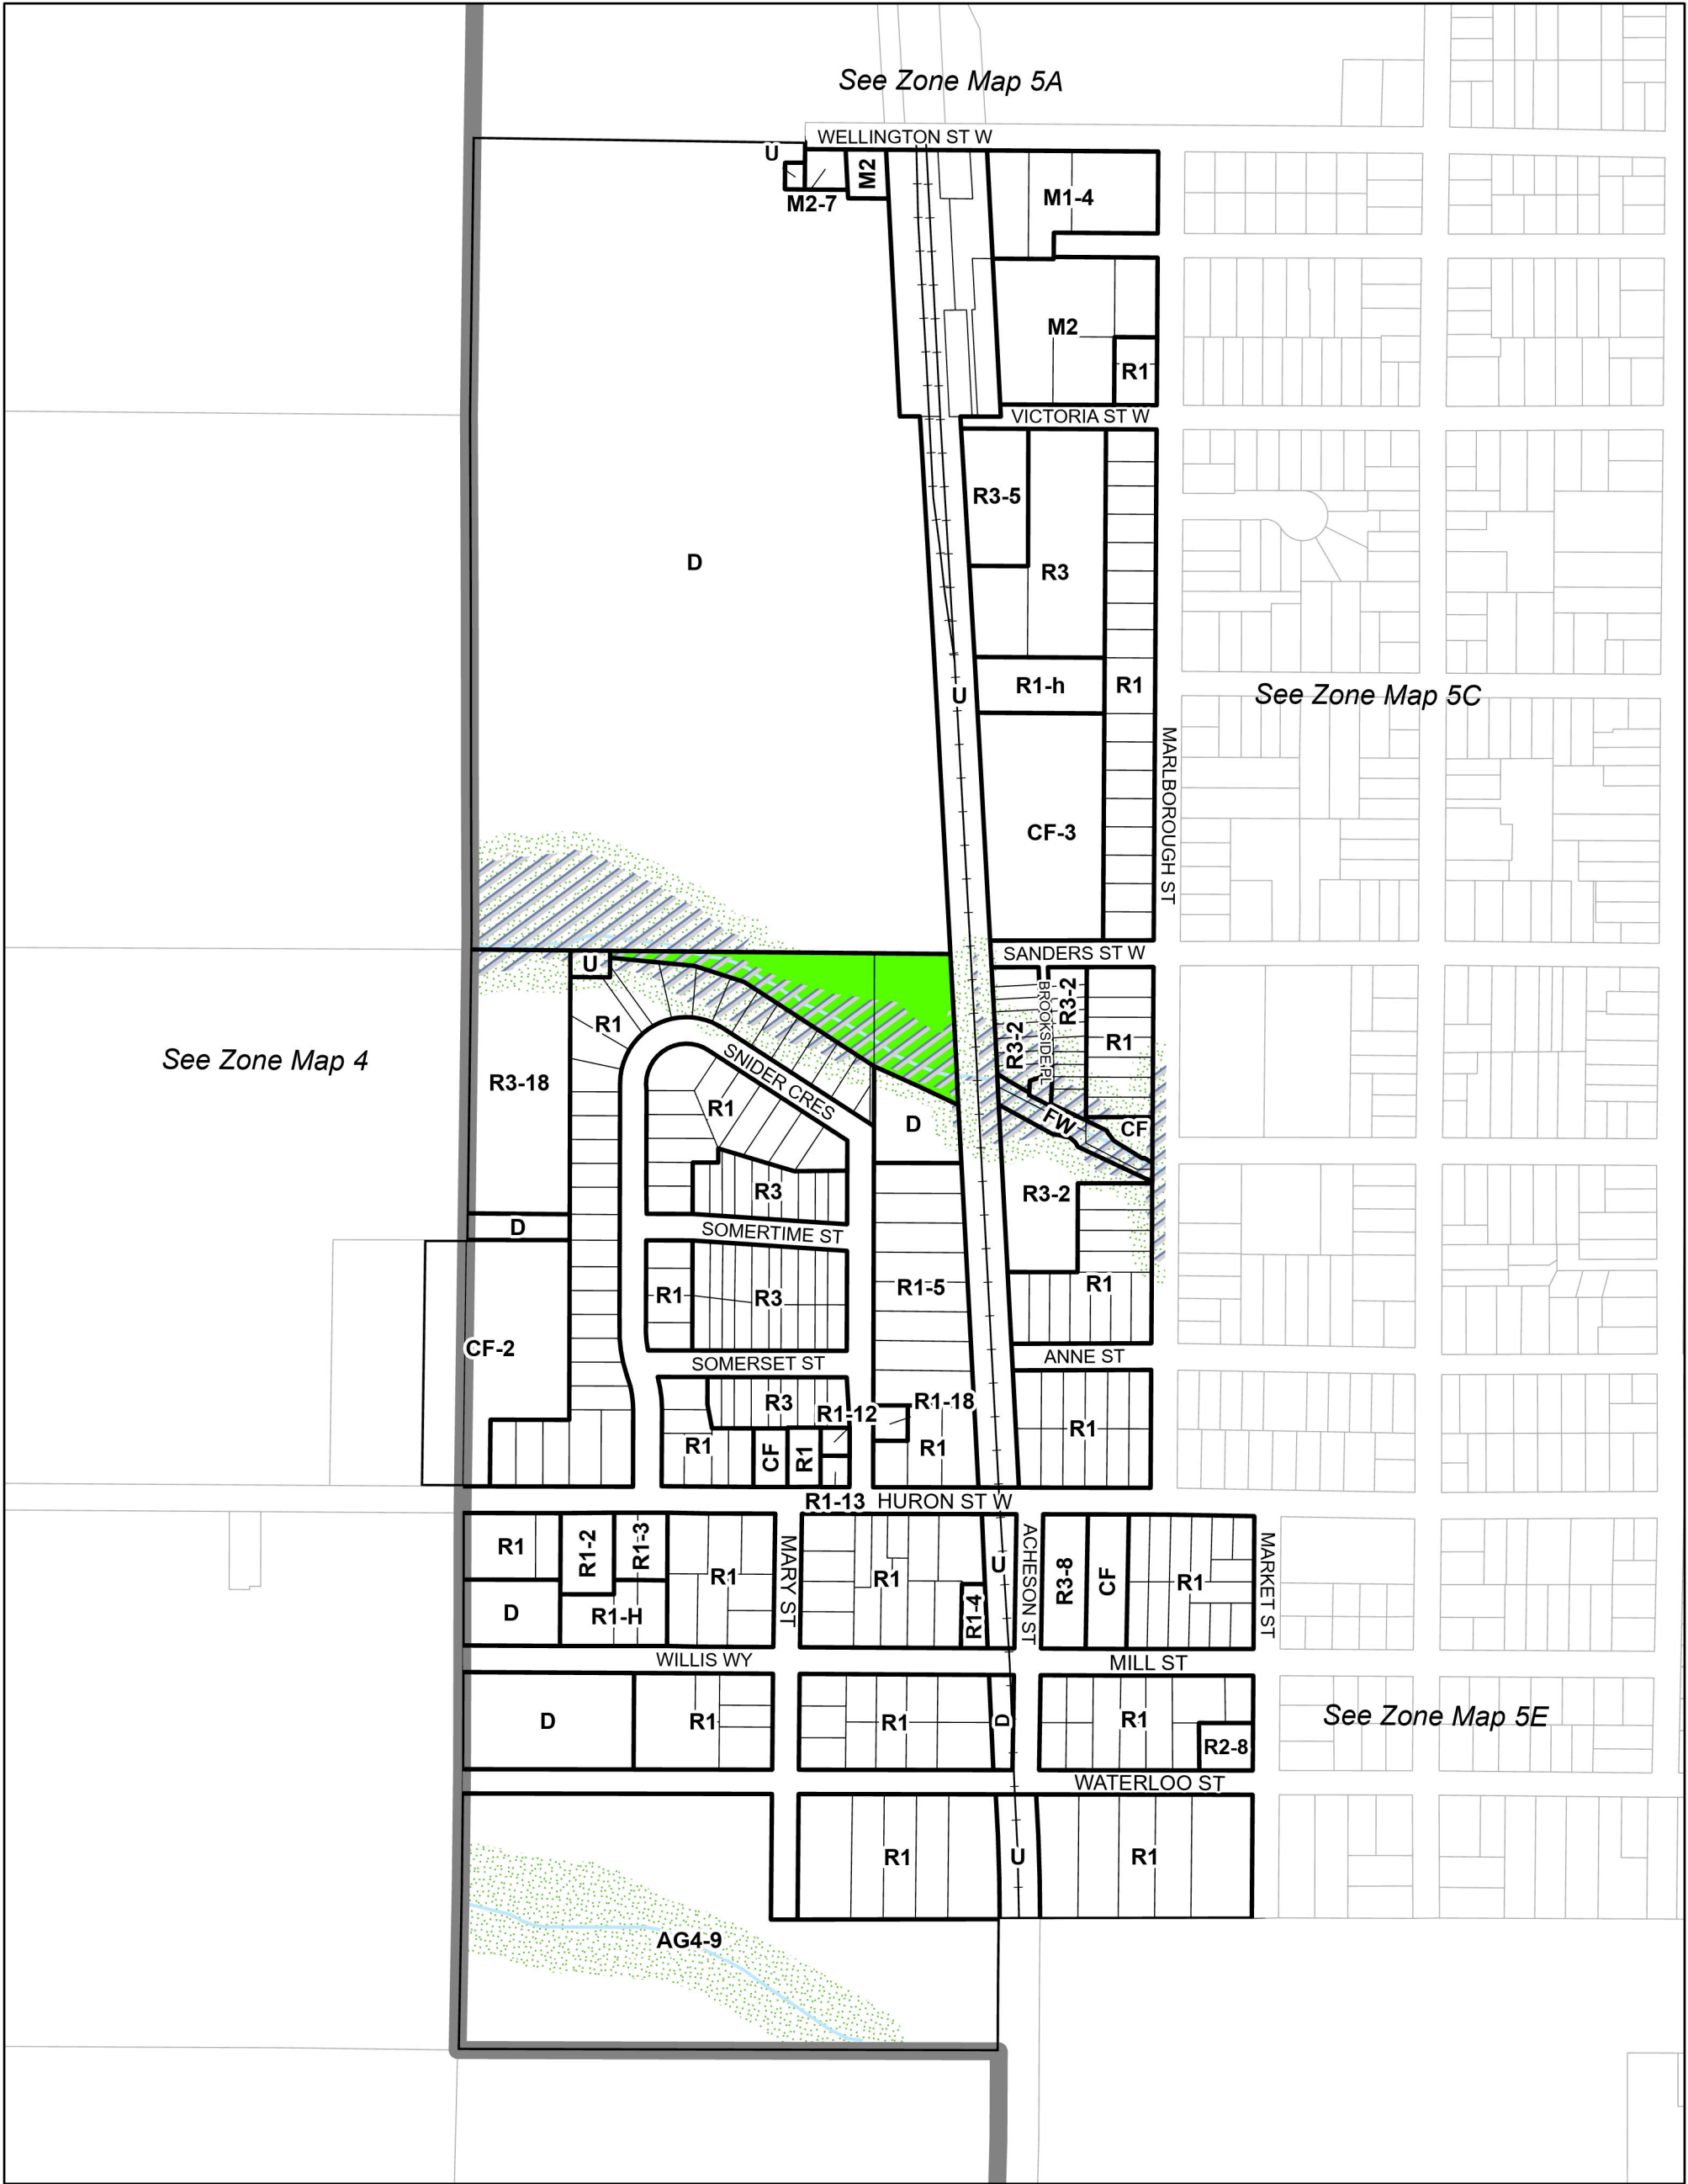 See Zone Map 5A
WELLINGTON ST W
U
M2
M2-7
M1-4
M2
R1
VICTORIA ST W
R3-5
D
R3
U
R1-h
R1
See Zone Map 5C
MARLBOROUGH ST
CF-3
SANDERS ST W
U
R1
BROOKSIDE PL
R3-2
R3-2
R1
See Zone Map 4
R3-18
SNIDER CRES
R1
D
FW
CF
R3
R3-2
D
SOMERTIME ST
R1
R3
R1-5
R1
CF-2
SOMERSET ST
ANNE ST
R3
R1-12
R1-18
R1
CF
R1
R1
R1
R1-13
HURON ST W
R1
R1-2
R1-3
R1
MARY ST
R1
U
ACHESON ST
R3-8
CF
R1
MARKET ST
D
R1-H
R1-4
WILLIS WY
MILL ST
D
R1
R1
D
R1
R2-8
See Zone Map 5E
WATERLOO ST
R1
U
R1
AG4-9